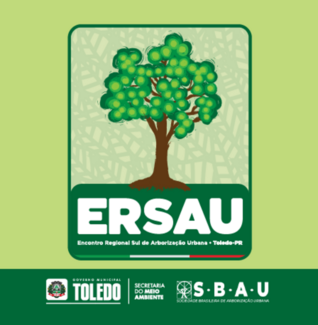 ERSAU
Encontro Regional Sul de Arborização Urbana • Toledo-PR
GOVERNO MUNICIPAL
TOLEDO
SECRETARIA
DO MEIO
AMBIENTE
S·B·A·U
SOCIEDADE BRASILEIRA DE ARBORIZAÇÃO URBANA